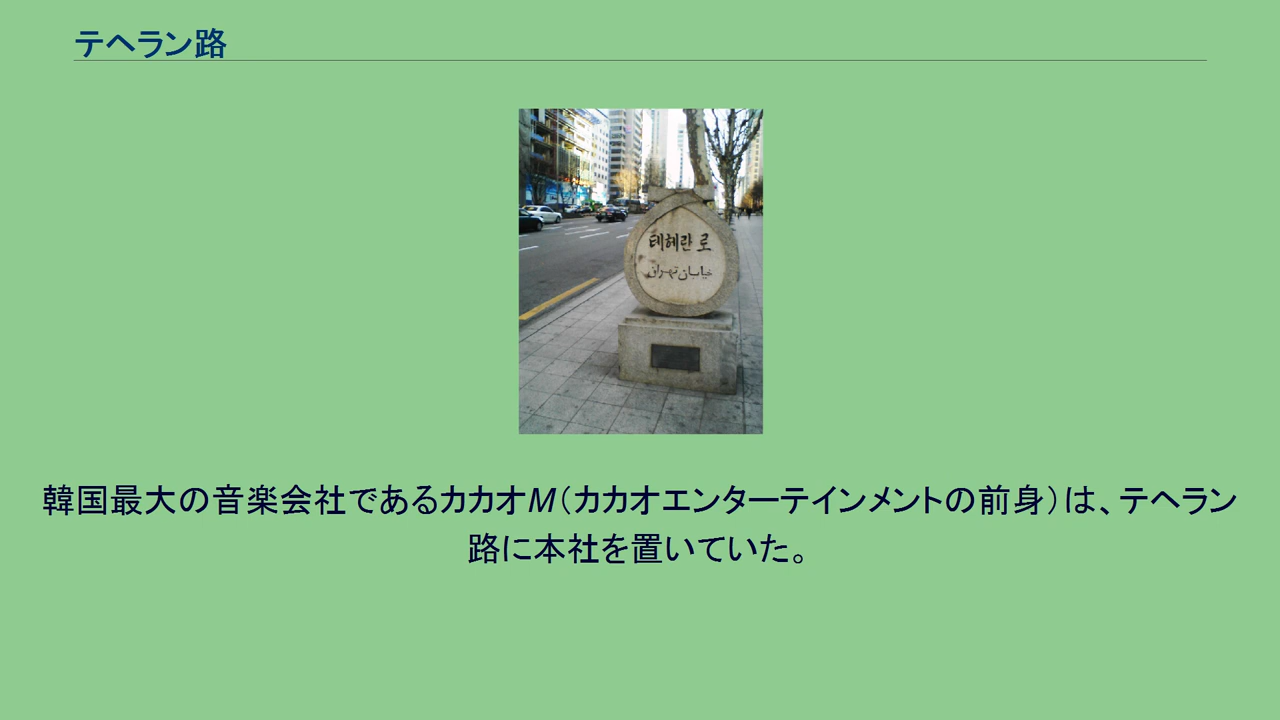 テヘラン路
테헤란로
خیابان تهران
韓国最大の音楽会社であるカカオM(カカオエンターテインメントの前身)は、テヘラン
路に本社を置いていた。